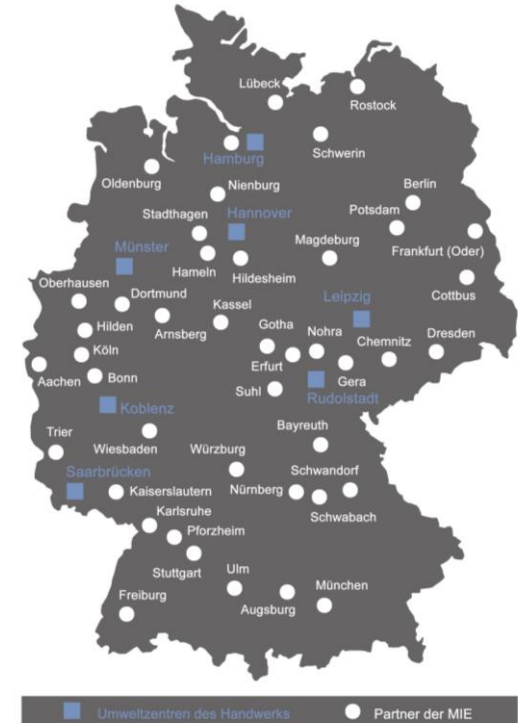 Lübeck
Rostock
Hamburg
Schwerin
Oldenburg
Nienburg
Berlin
Stadthagen
Hannover
Potsdam
Münster
Magdeburg
Frankfurt (Oder)
Hameln
Hildesheim
Oberhausen
Dortmund
Kassel
Leipzig
Cottbus
Hilden
Arnsberg
Gotha
Nohra
Chemnitz
Dresden
Köln
Erfurt
Aachen
Bonn
Suhl
Gera
Rudolstadt
Koblenz
Trier
Wiesbaden
Würzburg
Bayreuth
Saarbrücken
Schwandorf
Kaiserslautern
Nürnberg
Karlsruhe
Schwabach
Pforzheim
Stuttgart
Ulm
Freiburg
Augsburg
München
Umweltzentren des Handwerks
Partner der MIE